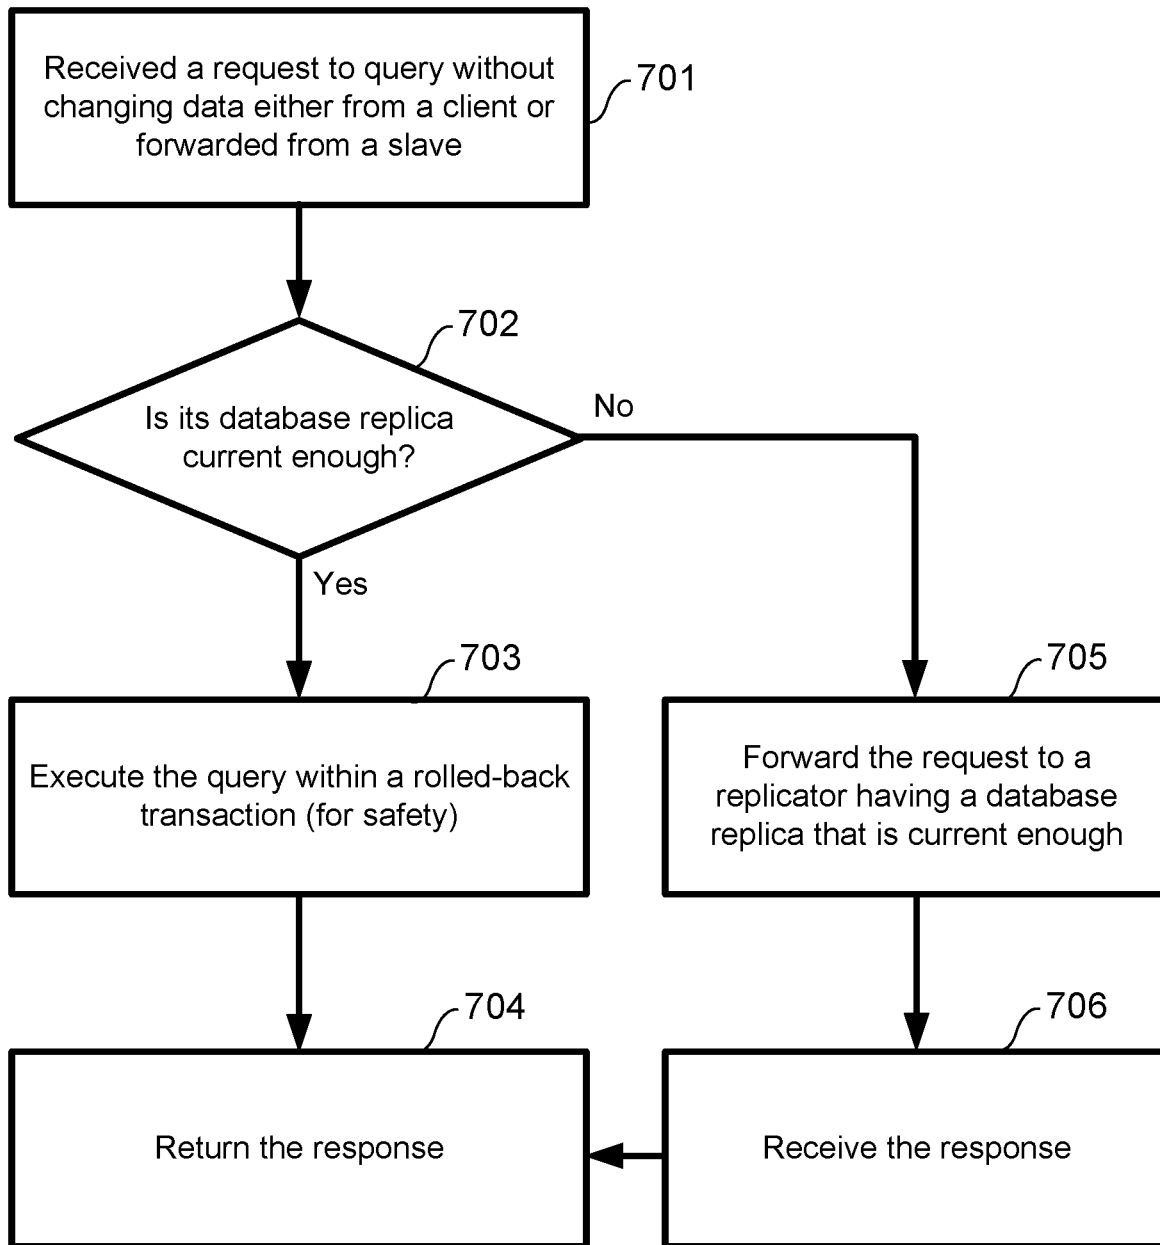 Received a request to query without
changing data either from a client or
forwarded from a slave
701
702
Is its database replica
current enough?
No
Yes
703
Execute the query within a rolled-back
transaction (for safety)
705
Forward the request to a
replicator having a database
replica that is current enough
704
Return the response
706
Receive the response